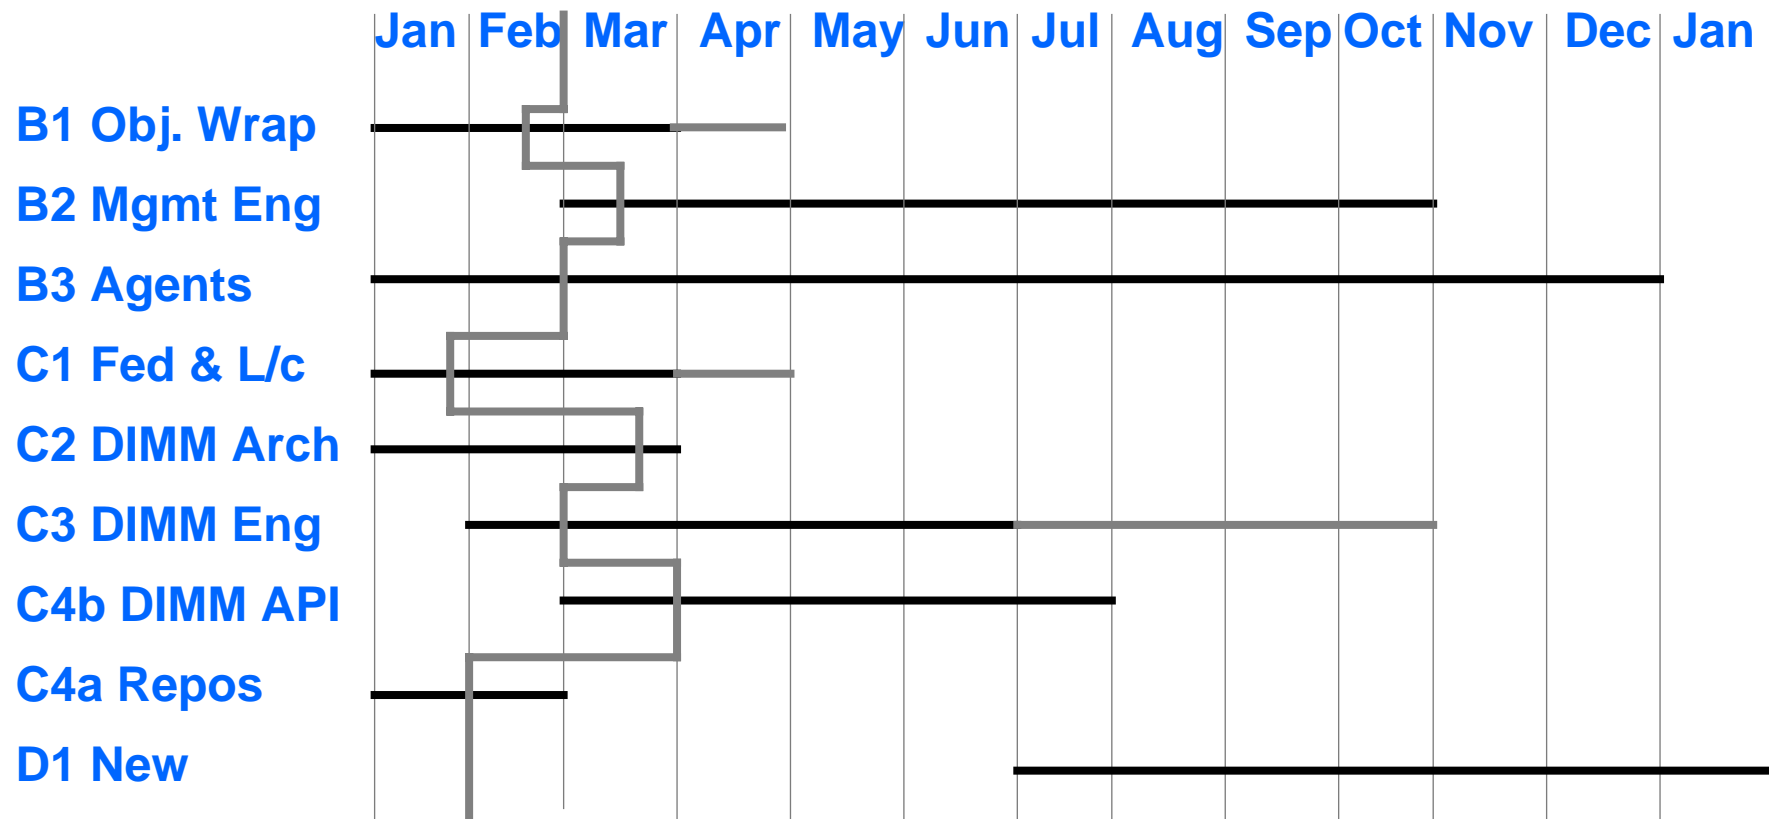 Jan Feb Mar Apr May Jun Jul Aug Sep Oct Nov Dec Jan
B1 Obj. Wrap
B2 Mgmt Eng
B3 Agents
C1 Fed & L/c
C2 DIMM Arch
C3 DIMM Eng
C4b DIMM API
C4a Repos
D1 New